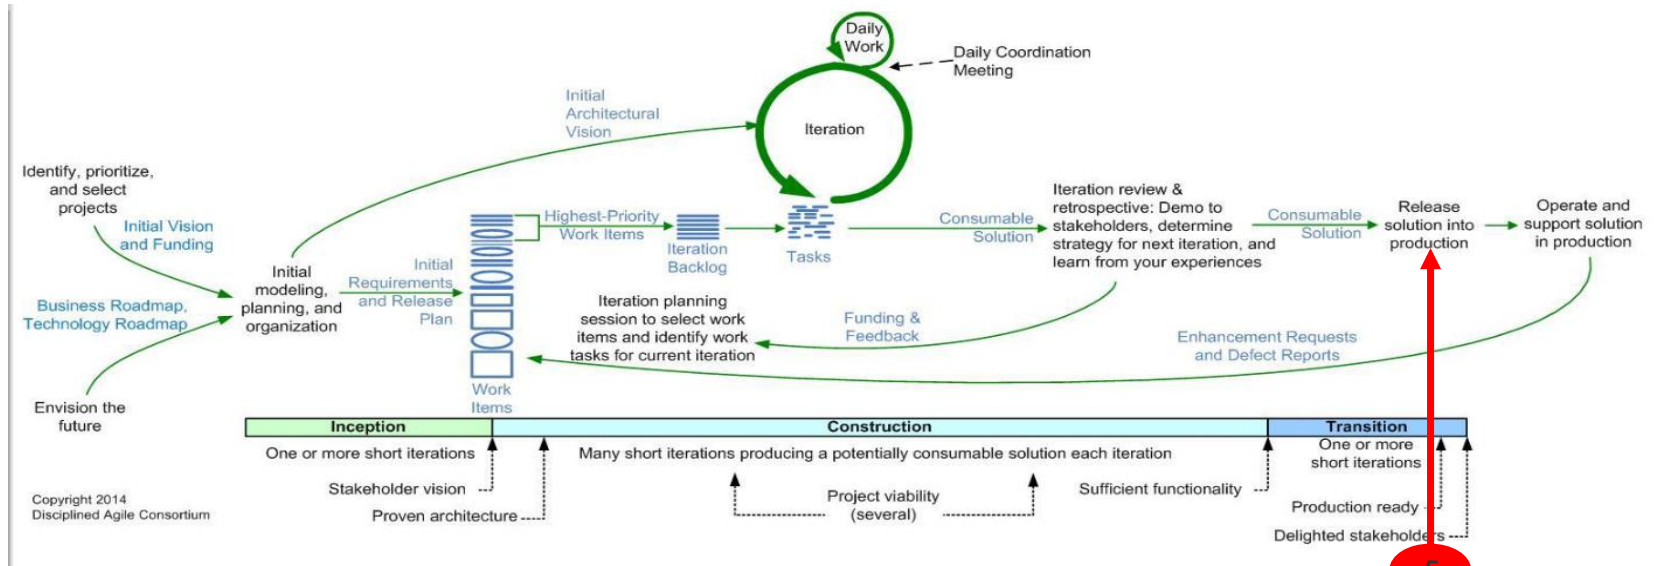 Daily
Work
Daily Coordination
Meeting
Initial
Architectural
Vision
Iteration
Identify, prioritize,
and select
projects
Initial Vision
and Funding
Business Roadmap,
Technology Roadmap
Envision the
future
Initial
modeling,
planning, and
organization
Initial
Requirements
and Release
Plan
Work
Items
Highest-Priority
Work Items
Iteration
Backlog
Tasks
Iteration planning
session to select work
items and identify work
tasks for current iteration
Consumable
Solution
Iteration review &
retrospective: Demo to
stakeholders, determine
strategy for next iteration, and
learn from your experiences
Funding &
Feedback
Consumable
Solution
Release
solution into
production
Operate and
support solution
in production
Enhancement Requests
and Defect Reports
Inception
Construction
Transition
One or more short iterations
Many short iterations producing a potentially consumable solution each iteration
One or more
short iterations
Stakeholder vision
Proven architecture
Project viability
(several)
Sufficient functionality
Production ready
Delighted stakeholders
Copyright 2014
Disciplined Agile Consortium